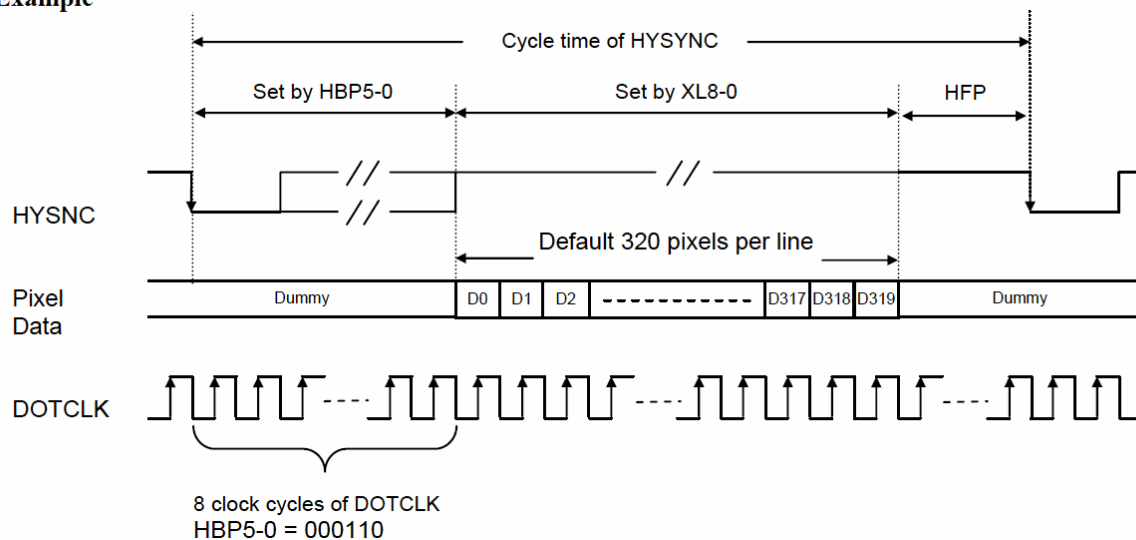 Example
Cycle time of HYSYNC
Set by HBP5-0
Set by XL8-0
HFP
HYSNC
Default 320 pixels per line
Pixel
Data
Dummy
D0
D1
D2
D317
D318
D319
Dummy
DOTCLK
8 clock cycles of DOTCLK
HBP5-0 = 000110